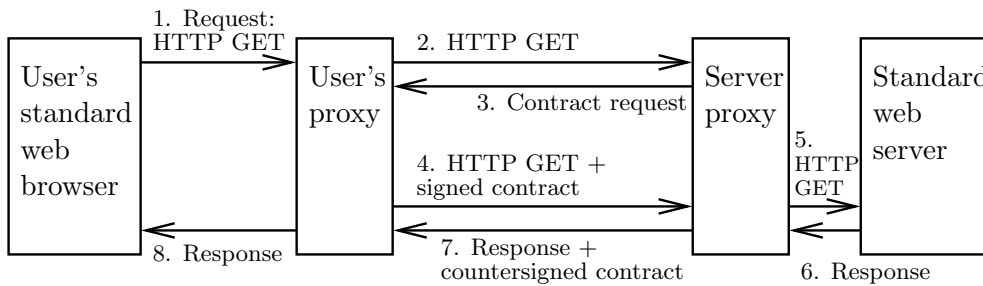 1. Request:
HTTP GET
User's
standard
web
browser
User's
proxy
2. HTTP GET
3. Contract request
4. HTTP GET +
signed contract
Server
proxy
5.
HTTP
GET
Standard
web
server
8. Response
7. Response +
countersigned contract
6. Response